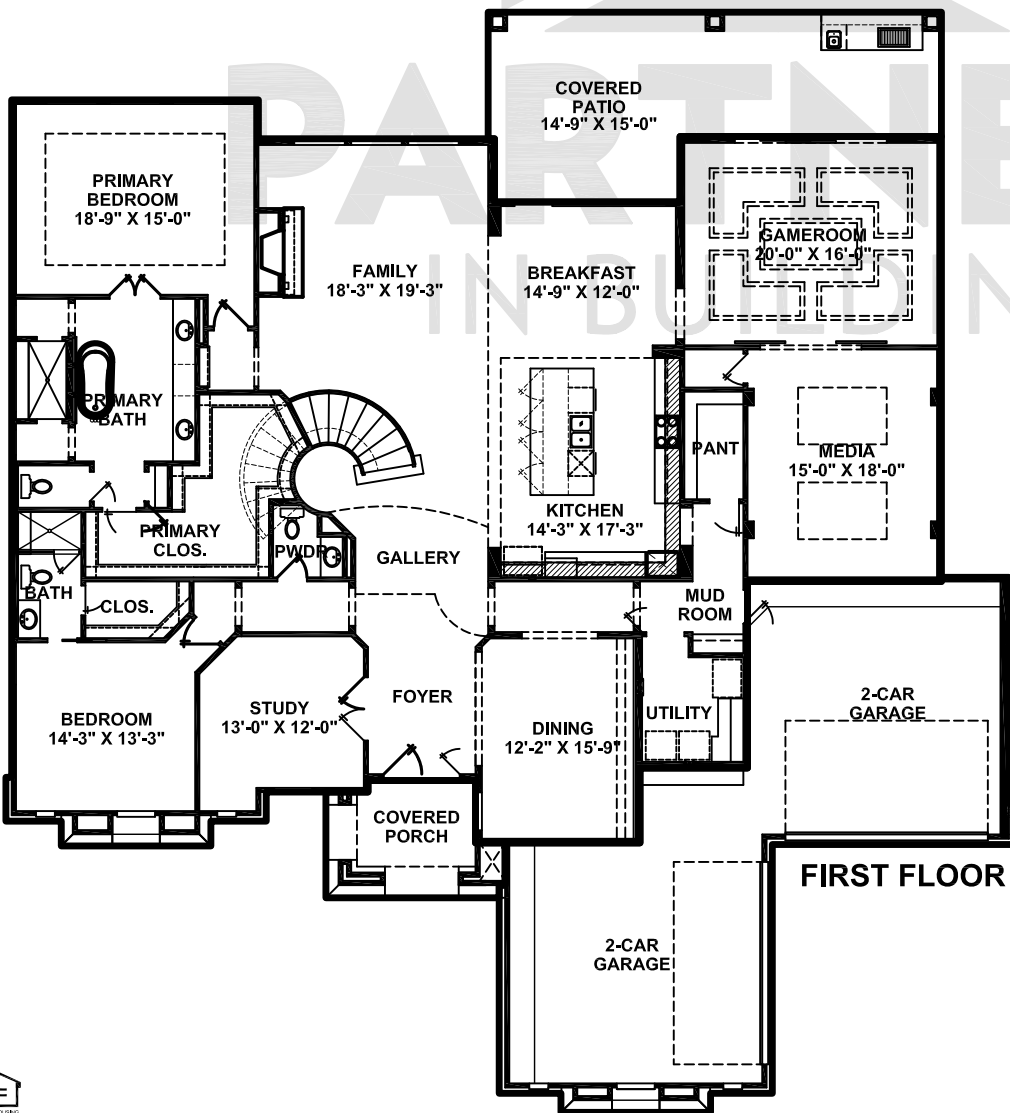 PARTNE
IN BUILDIN
COVERED
PATIO
14'-9" X 15'-0"
PRIMARY
BEDROOM
18'-9" X 15'-0"
GAMEROOM
20'-0" X 16'-0"
FAMILY
18'-3" X 19'-3"
BREAKFAST
14'-9" X 12'-0"
PRIMARY
BATH
PANT
MEDIA
15'-0" X 18'-0"
KITCHEN
14'-3" X 17'-3"
PRIMARY
CLOS.
PWDR
GALLERY
BATH
CLOS.
MUD
ROOM
BEDROOM
14'-3" X 13'-3"
STUDY
13'-0" X 12'-0"
FOYER
DINING
12'-2" X 15'-9"
UTILITY
2-CAR
GARAGE
COVERED
PORCH
FIRST FLOOR
2-CAR
GARAGE